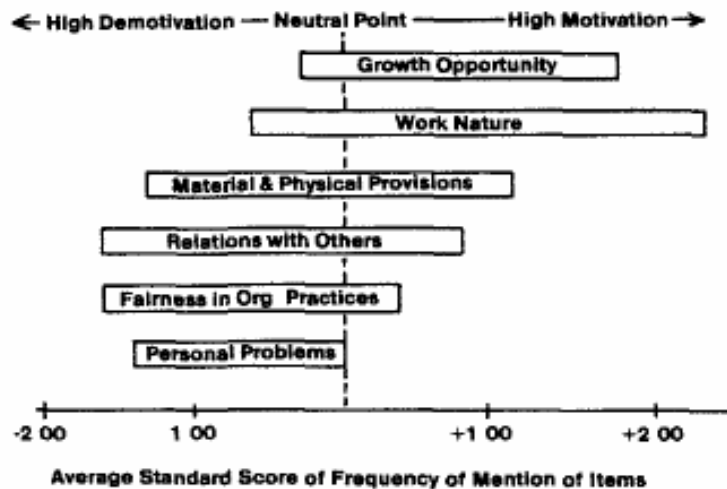 ← High Demotivation — Neutral Point — High Motivation →
Growth Opportunity
Work Nature
Material & Physical Provisions
Relations with Others
Fairness in Org Practices
Personal Problems
-2 00 1 00 +1 00 +2 00
Average Standard Score of Frequency of Mention of Items